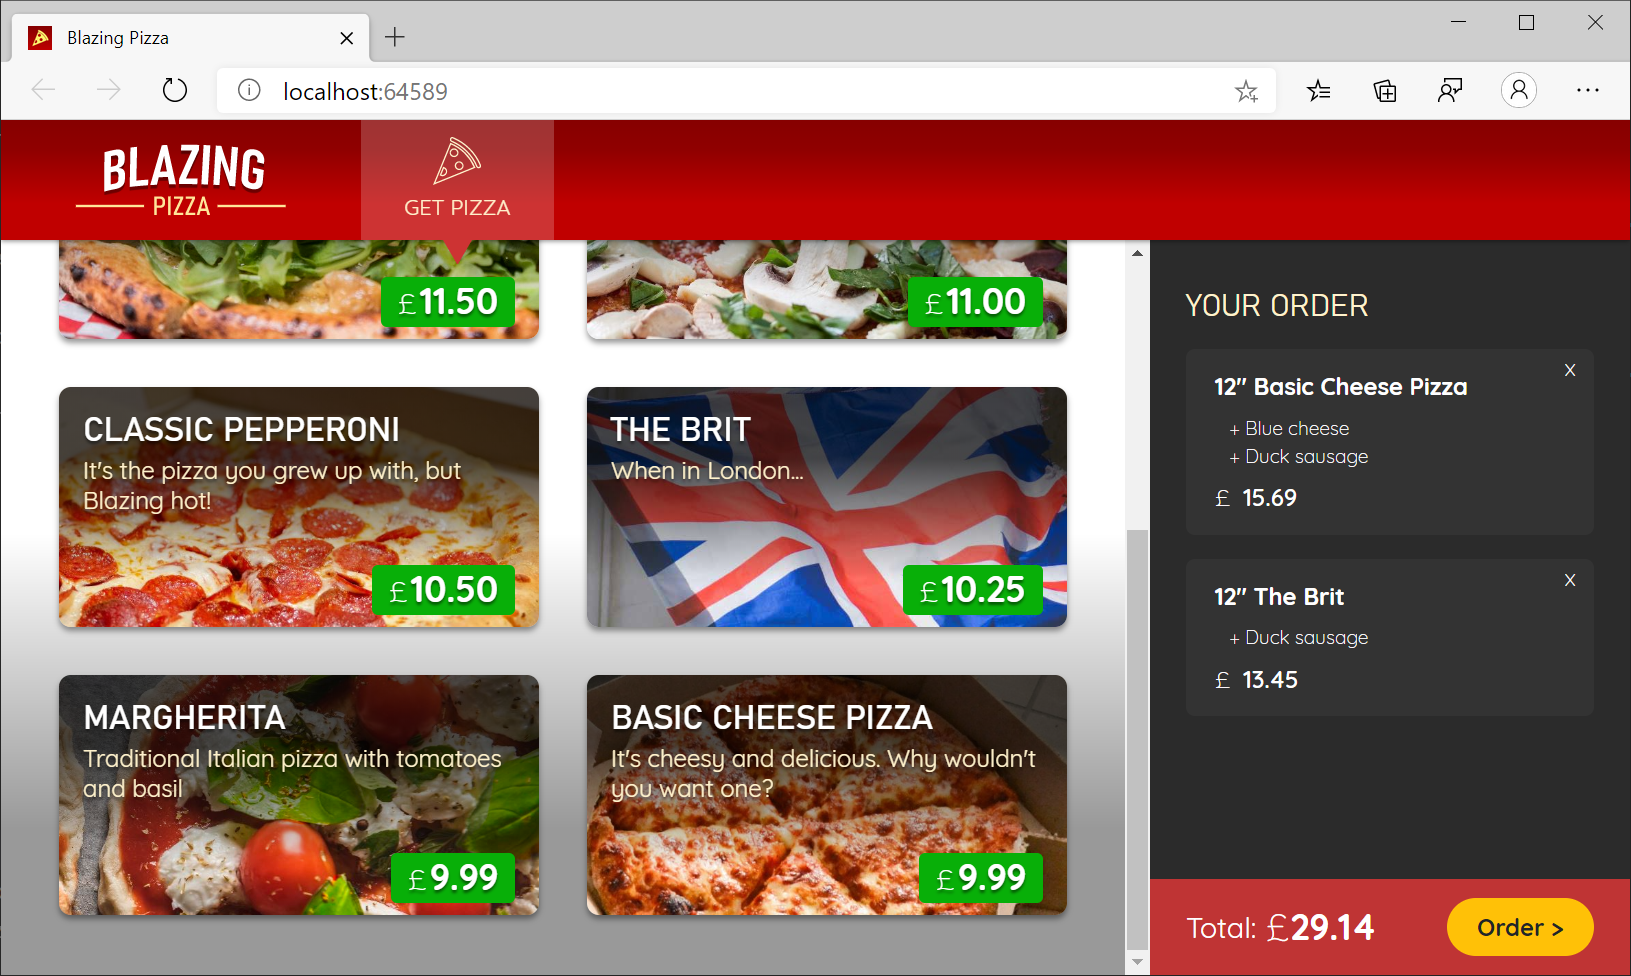 Blazing Pizza
localhost:64589
BLAZING
PIZZA
GET PIZZA
£11.50
£11.00
CLASSIC PEPPERONI
It's the pizza you grew up with, but
Blazing hot!
£10.50
THE BRIT
When in London...
£10.25
MARGHERITA
Traditional Italian pizza with tomatoes
and basil
£9.99
BASIC CHEESE PIZZA
It's cheesy and delicious. Why wouldn't
you want one?
£9.99
YOUR ORDER
X
12" Basic Cheese Pizza
+ Blue cheese
+ Duck sausage
£ 15.69
X
12" The Brit
+ Duck sausage
£ 13.45
Total: £29.14
Order >